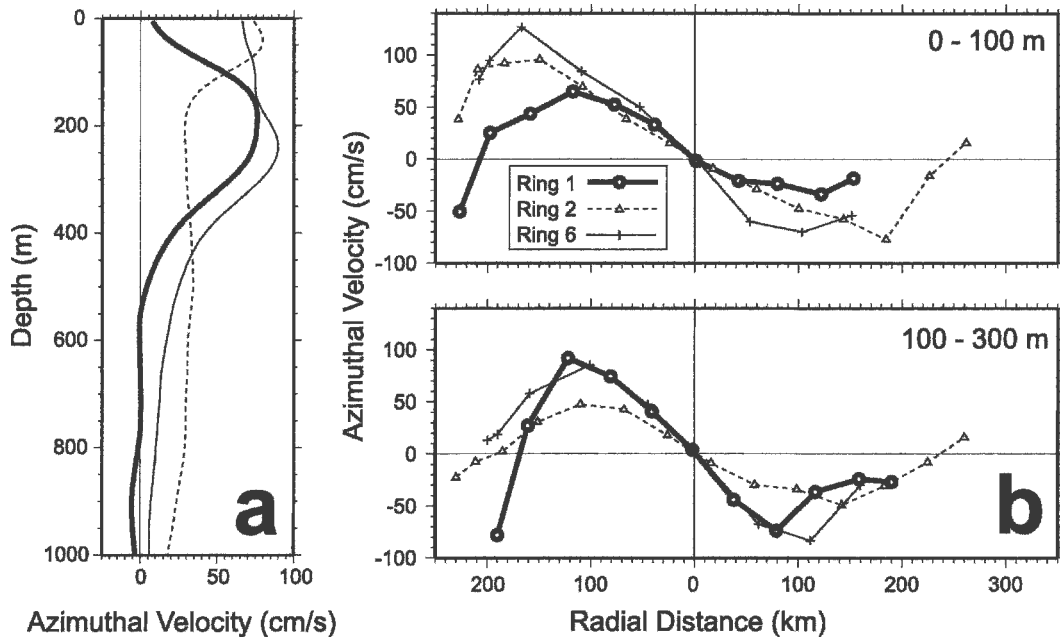 0
200
400
600
800
1000
Depth (m)
a
0
50
100
Azimuthal Velocity (cm/s)
0 - 100 m
100
50
0
-50
-100
Ring 1
Ring 2
Ring 6
Azimuthal Velocity (cm/s)
100 - 300 m
100
50
0
-50
-100
b
200
100
0
100
200
300
Radial Distance (km)